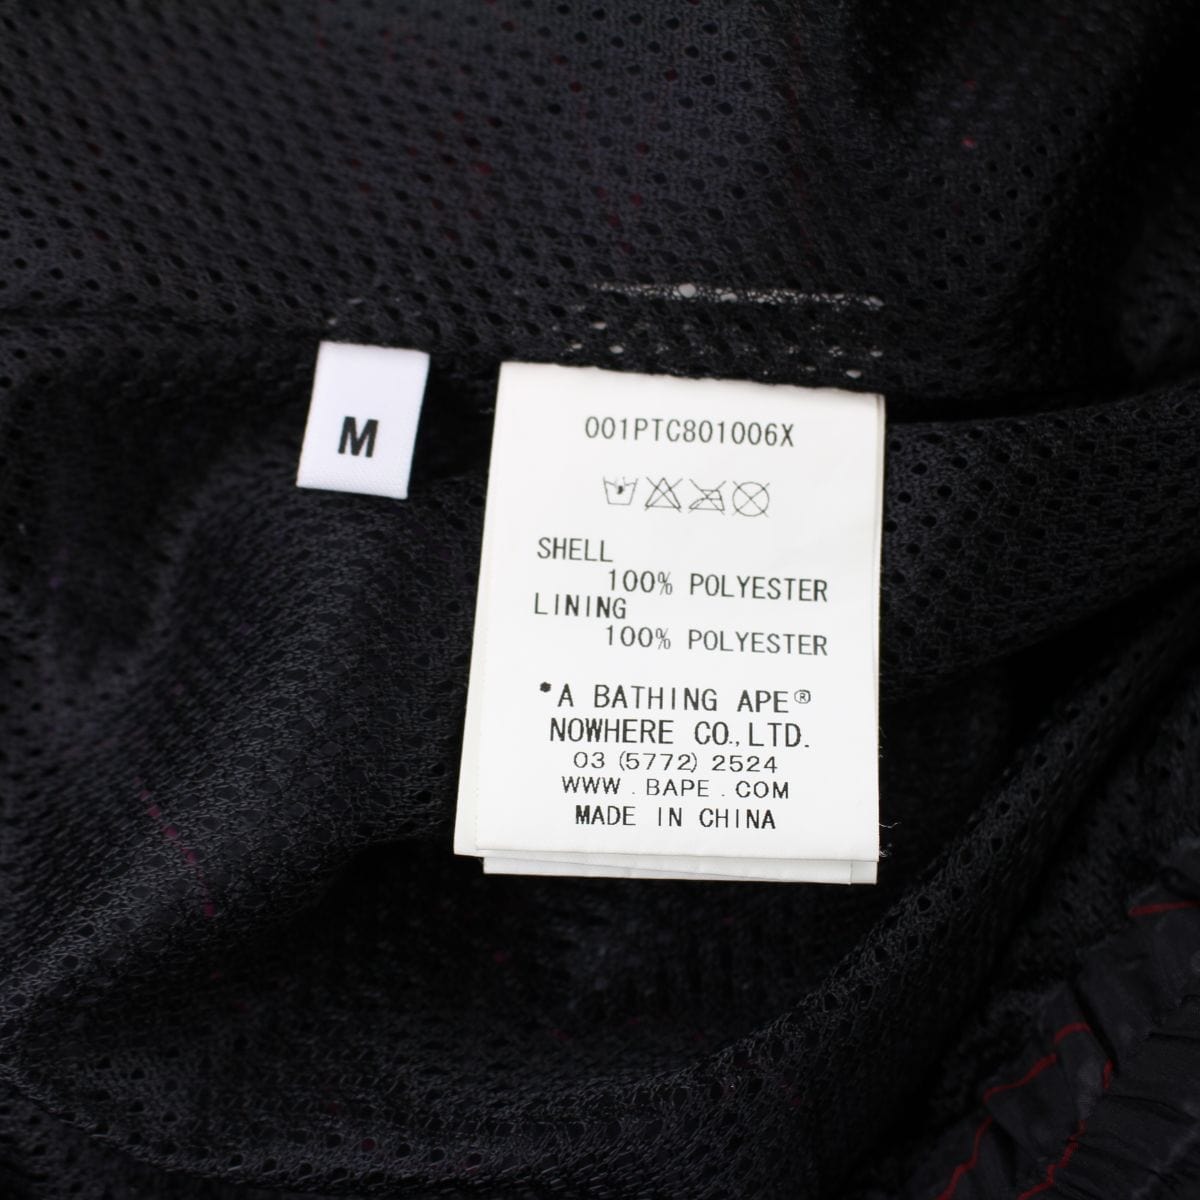 M
001PTC801006X
SHELL
100% POLYESTER
LINING
100% POLYESTER
*A BATHING APE®
NOWHERE CO., LTD.
03 (5772) 2524
WWW . BAPE . COM
MADE IN CHINA